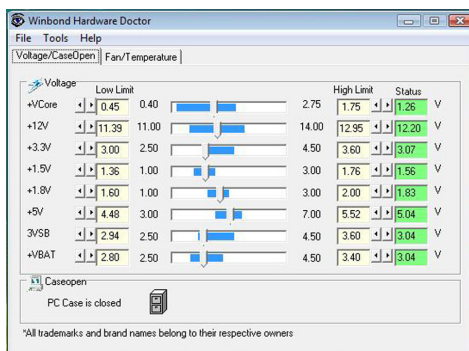 Winbond Hardware Doctor
File Tools Help
Voltage/CaseOpen Fan/Temperature
Voltage Low Limit High Limit Status
+VCore 0.45 0.40 2.75 1.75 1.26 V
+12V 11.39 11.00 14.00 12.95 12.20 V
+3.3V 3.00 2.50 4.50 3.60 3.07 V
+1.5V 1.36 1.00 3.00 1.76 1.56 V
+1.8V 1.60 1.00 3.00 2.00 1.83 V
+5V 4.48 3.00 7.00 5.52 5.04 V
3VSB 2.94 2.50 4.50 3.60 3.04 V
+VBAT 2.80 2.50 4.50 3.40 3.04 V
Caseopen
PC Case is closed
*All trademarks and brand names belong to their respective owners